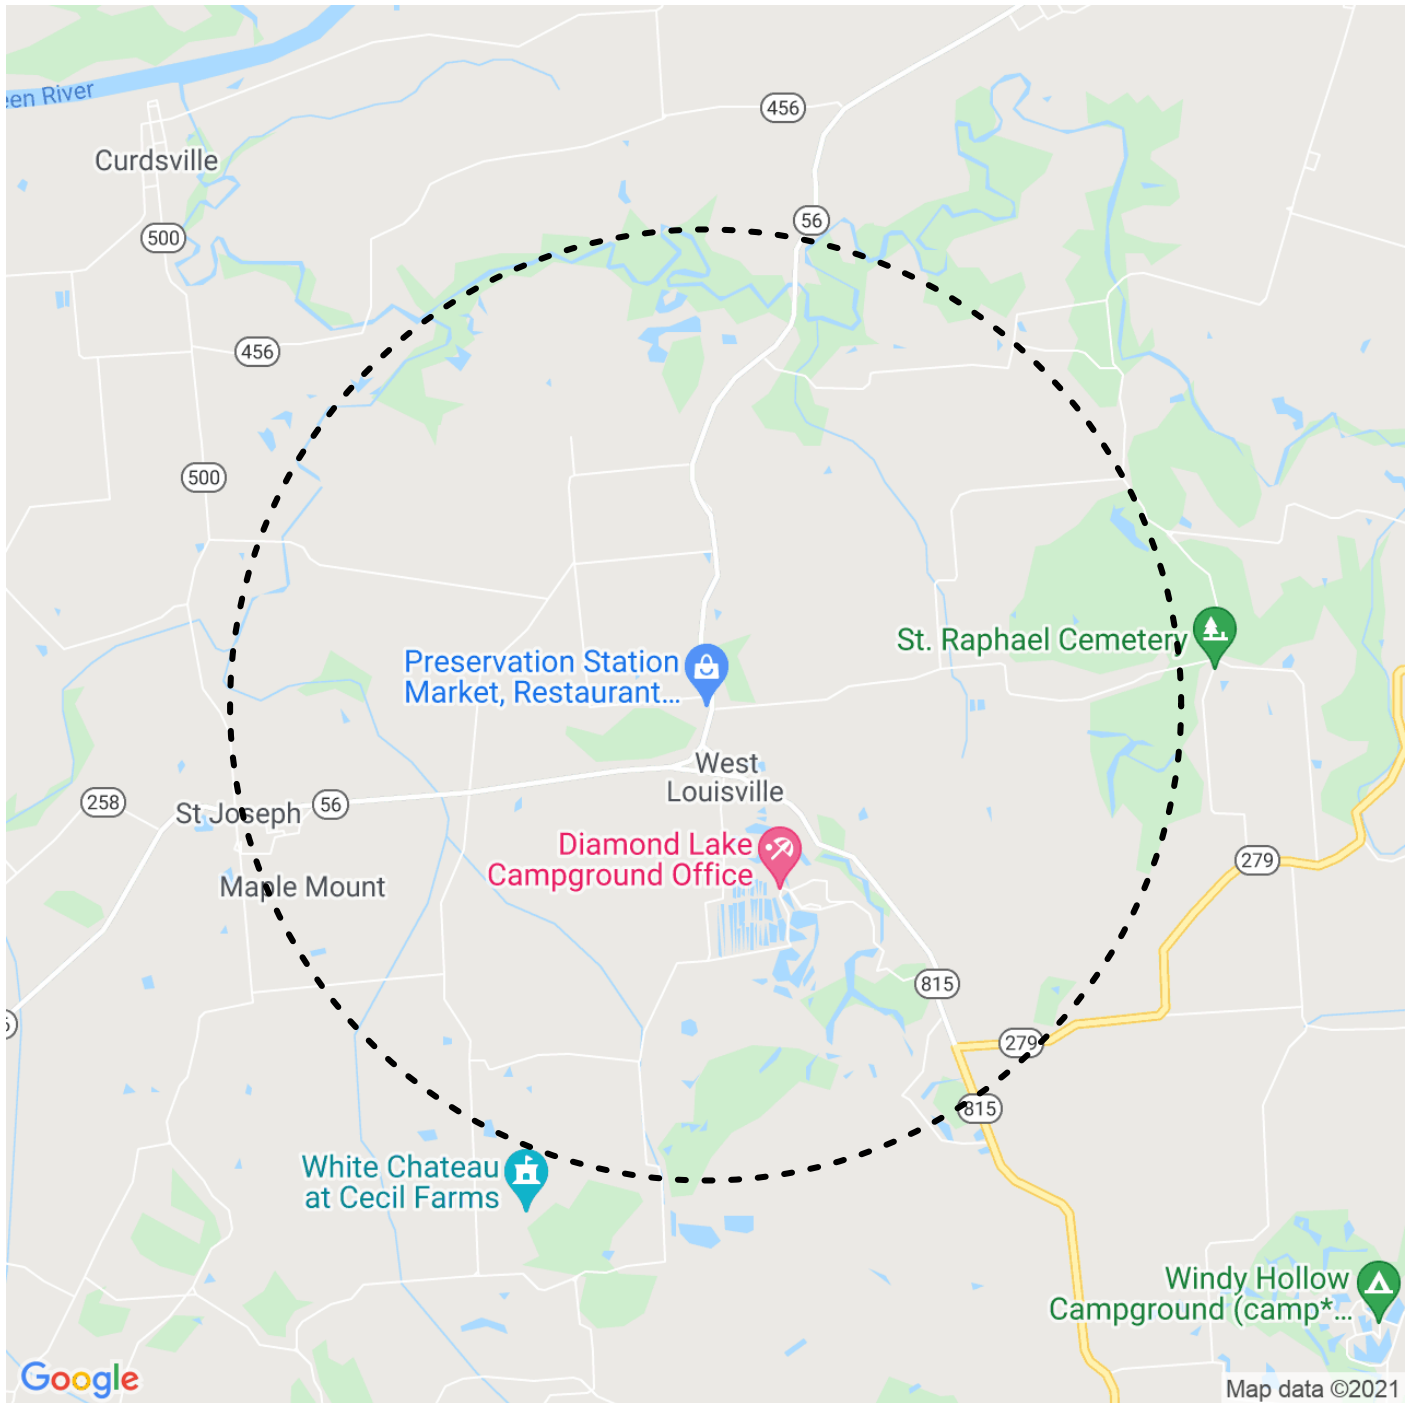 een River
456
Curdsville
56
500
456
500
St. Raphael Cemetery
Preservation Station
Market, Restaurant...
West
Louisville
258
St Joseph
56
Diamond Lake
Campground Office
279
Maple Mount
815
279
815
White Chateau
at Cecil Farms
Windy Hollow
Campground (camp*...
Google
Map data ©2021